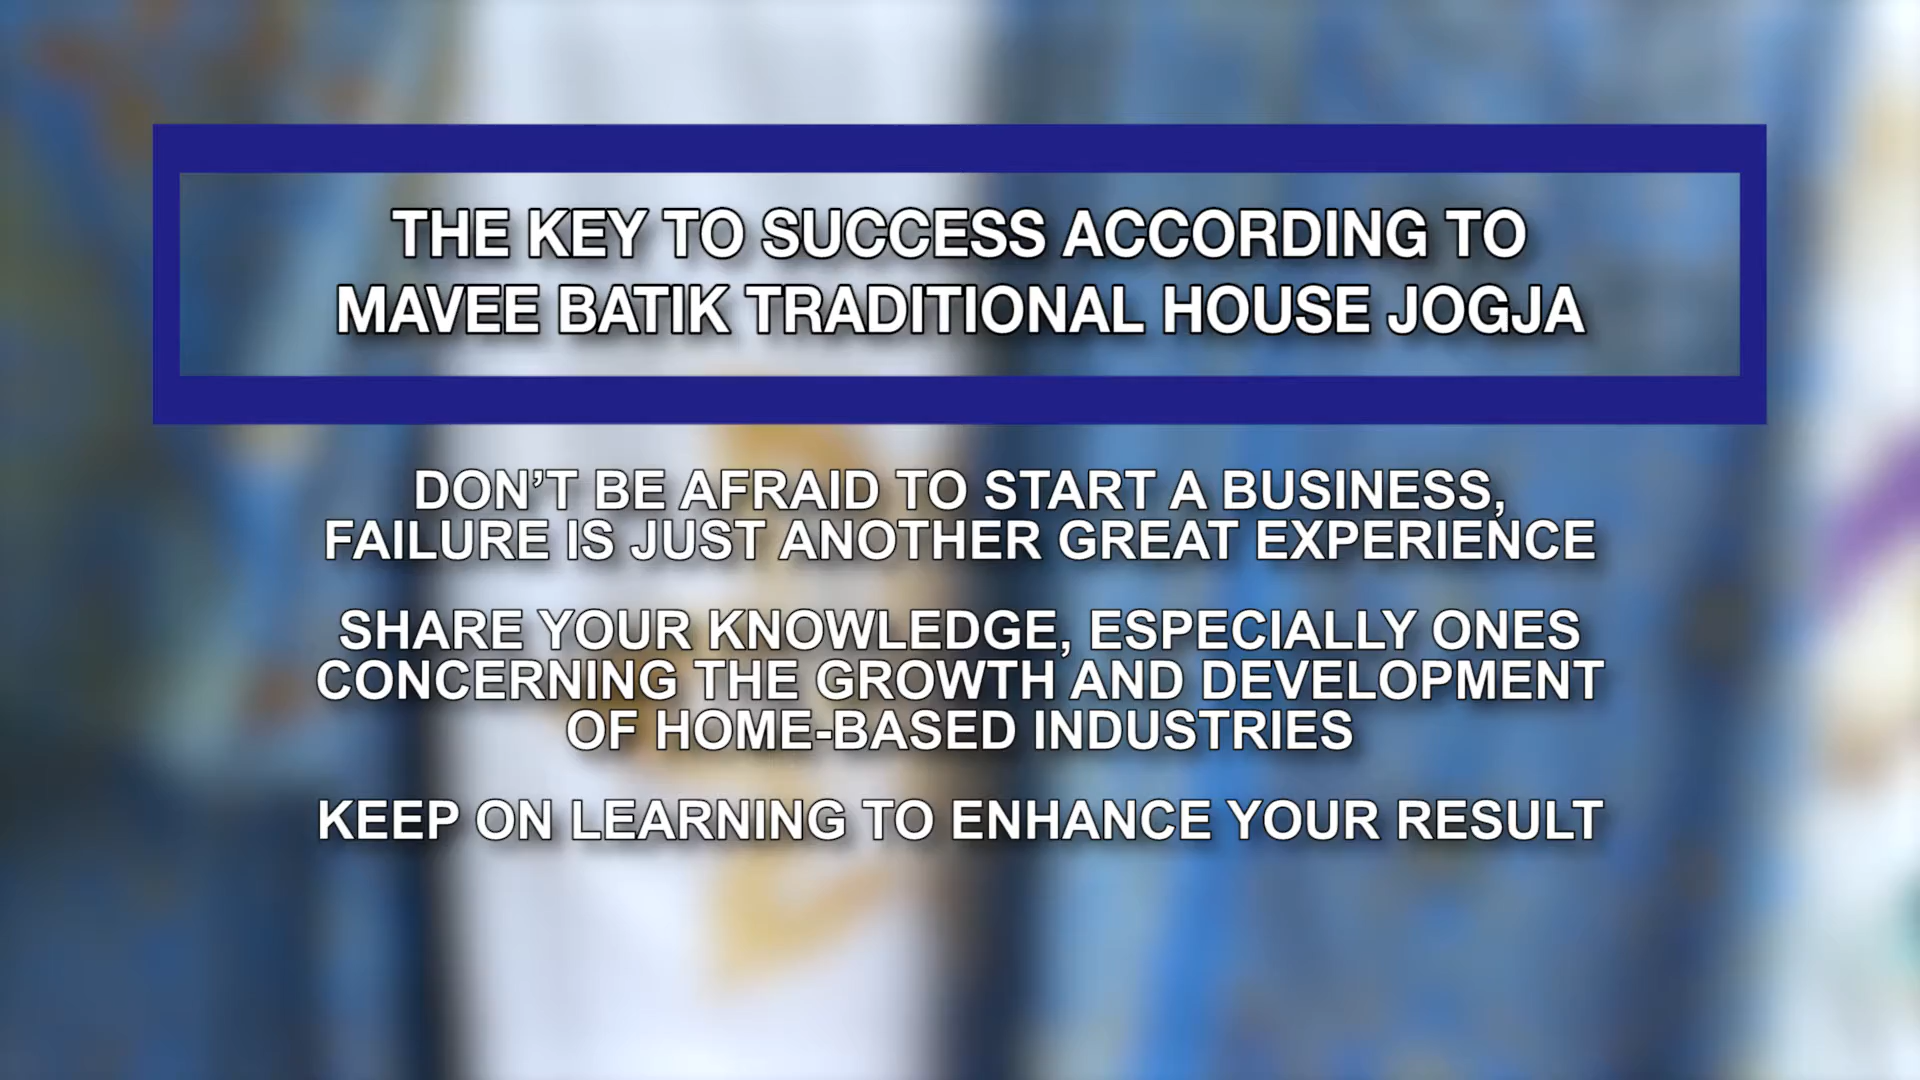 THE KEY TO SUCCESS ACCORDING TO
MAVEE BATIK TRADITIONAL HOUSE JOGJA
DON’T BE AFRAID TO START A BUSINESS,
FAILURE IS JUST ANOTHER GREAT EXPERIENCE
SHARE YOUR KNOWLEDGE, ESPECIALLY ONES
CONCERNING THE GROWTH AND DEVELOPMENT
OF HOME-BASED INDUSTRIES
KEEP ON LEARNING TO ENHANCE YOUR RESULT